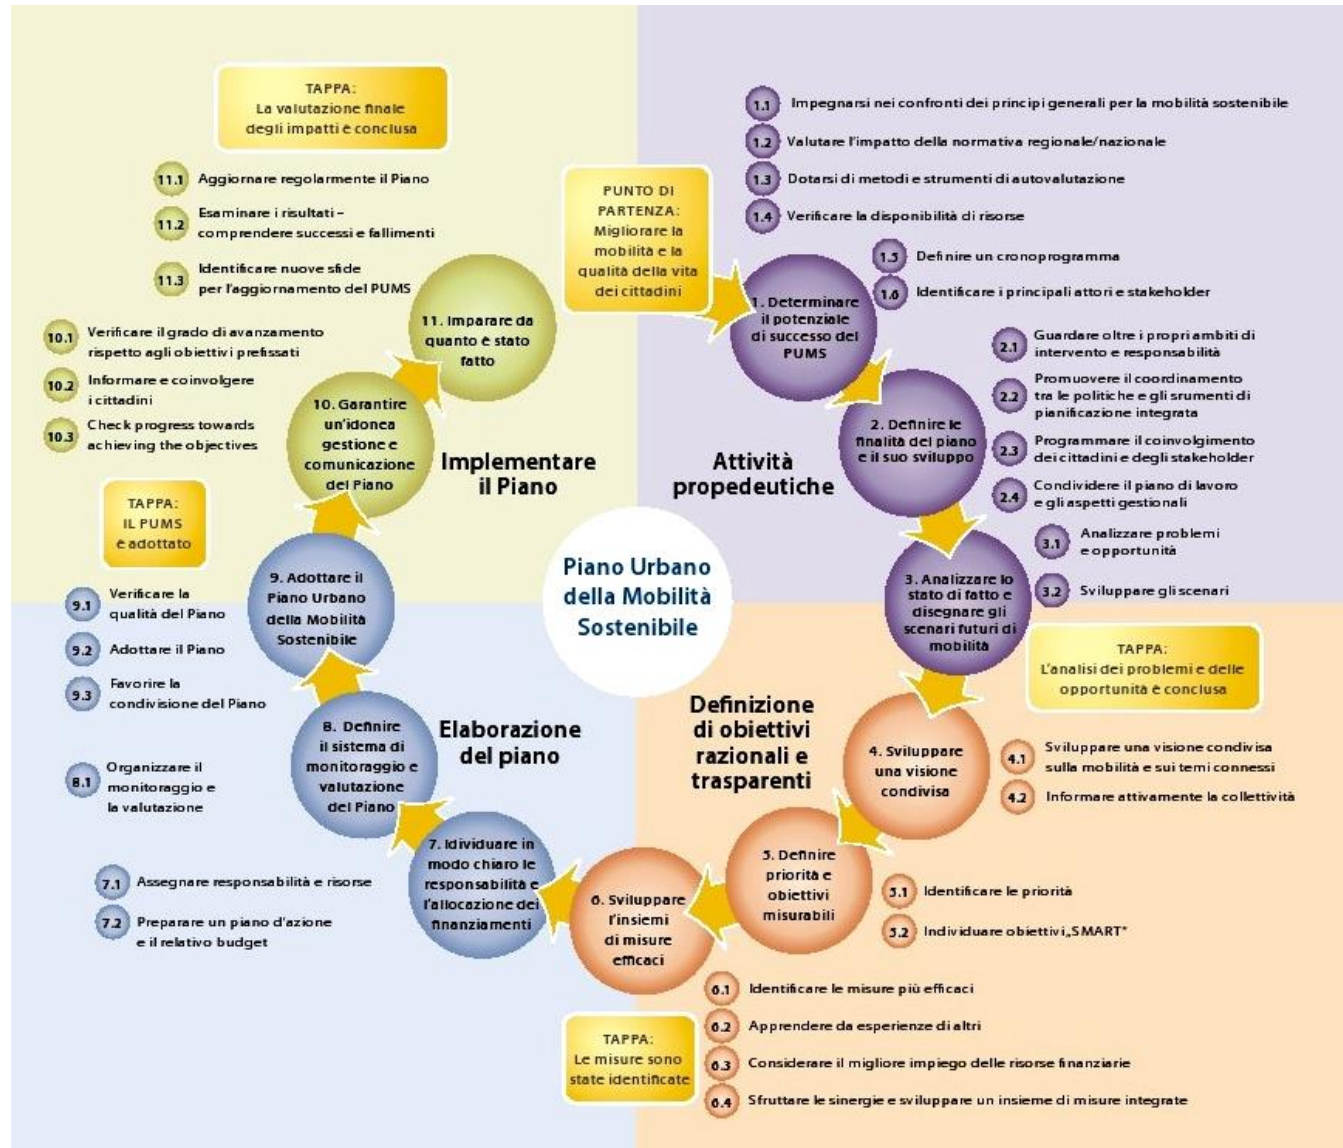 PUNTO DI
PARTENZA:
Migliorare la
mobilità e la
qualità della vita
dei cittadini
1.1 Impegnarsi nei confronti dei principi generali per la mobilità sostenibile
1.2 Valutare l'impatto della normativa regionale/nazionale
1.3 Dotarsi di metodi e strumenti di autovalutazione
1.4 Verificare la disponibilità di risorse
1.5 Definire un cronoprogramma
1.6 Identificare i principali attori e stakeholder
1. Determinare
il potenziale
di successo del
PUMS
2.1 Guardare oltre i propri ambiti di
intervento e responsabilità
2.2 Promuovere il coordinamento
tra le politiche e gli srumenti di
pianificazione integrata
2.3 Programmare il coinvolgimento
dei cittadini e degli stakeholder
2.4 Condividere il piano di lavoro
e gli aspetti gestionali
2. Definire le
finalità del piano
e il suo sviluppo
Attività
propedeutiche
3.1 Analizzare problemi
e opportunità
3.2 Sviluppare gli scenari
3. Analizzare lo
stato di fatto e
disegnare gli
scenari futuri di
mobilità
TAPPA:
L'analisi dei problemi e delle
opportunità è conclusa
Piano Urbano
della Mobilità
Sostenibile
Definizione
di obiettivi
razionali e
trasparenti
4. Sviluppare
una visione
condivisa
4.1 Sviluppare una visione condivisa
sulla mobilità e sui temi connessi
4.2 Informare attivamente la collettività
5. Definire
priorità e
obiettivi
misurabili
5.1 Identificare le priorità
5.2 Individuare obiettivi „SMART"
6. Sviluppare
l'insiemi
di misure
efficaci
6.1 Identificare le misure più efficaci
6.2 Apprendere da esperienze di altri
6.3 Considerare il migliore impiego delle risorse finanziarie
6.4 Sfruttare le sinergie e sviluppare un insieme di misure integrate
TAPPA:
Le misure sono
state identificate
Elaborazione
del piano
7. Idividuare in
modo chiaro le
responsabilità e
l'allocazione dei
finanziamenti
7.1 Assegnare responsabilità e risorse
7.2 Preparare un piano d'azione
e il relativo budget
8. Definire
il sistema di
monitoraggio e
valutazione
del Piano
8.1 Organizzare il
monitoraggio e
la valutazione
9. Adottare il
Piano Urbano
della Mobilità
Sostenibile
9.1 Verificare la
qualità del Piano
9.2 Adottare il Piano
9.3 Favorire la
condivisione del Piano
TAPPA:
IL PUMS
è adottato
Implementare
il Piano
10. Garantire
un'idonea
gestione e
comunicazione
del Piano
10.1 Verificare il grado di avanzamento
rispetto agli obiettivi prefissati
10.2 Informare e coinvolgere
i cittadini
10.3 Check progress towards
achieving the objectives
11. Imparare da
quanto è stato
fatto
11.1 Aggiornare regolarmente il Piano
11.2 Esaminare i risultati –
comprendere successi e fallimenti
11.3 Identificare nuove sfide
per l'aggiornamento del PUMS
TAPPA:
La valutazione finale
degli impatti è conclusa